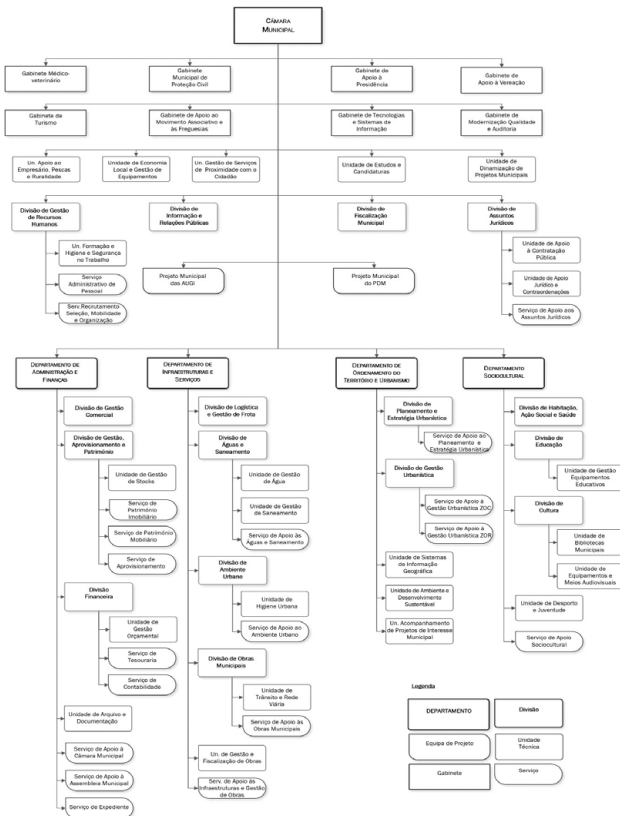 CÂMARA
MUNICIPAL
Gabinete Médico-
veterinário
Gabinete
Municipal de
Proteção Civil
Gabinete de
Apoio à
Presidência
Gabinete de
Apoio à Vereação
Gabinete de
Turismo
Gabinete de Apoio ao
Movimento Associativo e
às Freguesias
Gabinete de Tecnologias
e Sistemas de
Informação
Gabinete de
Modernização Qualidade
e Auditoria
Un. Apoio ao
Empresário, Pescas
e Ruralidade
Unidade de Economia
Local e Gestão de
Equipamentos
Un. Gestão de Serviços
de Proximidade com o
Cidadão
Unidade de Estudos e
Candidaturas
Unidade de
Dinamização de
Projetos Municipais
Divisão de Gestão
de Recursos
Humanos
Divisão de
Informação e
Relações Públicas
Divisão de
Fiscalização
Municipal
Divisão de
Assuntos
Jurídicos
Un. Formação e
Higiene e Segurança
no Trabalho
Serviço
Administrativo de
Pessoal
Serv.Recrutamento
Seleção, Mobilidade
e Organização
Projeto Municipal
das AUGI
Projeto Municipal
do PDM
Unidade de Apoio
à Contratação
Pública
Unidade de Apoio
Jurídico e
Contraordenações
Serviço de Apoio aos
Assuntos Jurídicos
DEPARTAMENTO DE
ADMINISTRAÇÃO E
FINANÇAS
DEPARTAMENTO DE
INFRAESTRUTURAS E
SERVIÇOS
DEPARTAMENTO DE
ORDENAMENTO DO
TERRITÓRIO E URBANISMO
DEPARTAMENTO
SOCIOCULTURAL
Divisão de Gestão
Comercial
Divisão de Gestão,
Aprovisionamento e
Património
Unidade de Gestão
de Stocks
Serviço de
Património
Imobiliário
Serviço de Património
Mobiliário
Serviço de
Aprovisionamento
Divisão
Financeira
Unidade de
Gestão
Orçamental
Serviço de
Tesouraria
Serviço de
Contabilidade
Unidade de Arquivo e
Documentação
Serviço de Apoio à
Câmara Municipal
Serviço de Apoio à
Assembleia Municipal
Serviço de Expediente
Divisão de Logística
e Gestão de Frota
Divisão de
Águas e
Saneamento
Unidade de Gestão
de Água
Unidade de Gestão
de Saneamento
Serviço de Apoio às
Águas e Saneamento
Divisão de
Ambiente
Urbano
Unidade de
Higiene Urbana
Serviço de Apoio ao
Ambiente Urbano
Divisão de Obras
Municipais
Unidade de
Trânsito e Rede
Viária
Serviço de Apoio às
Obras Municipais
Un. de Gestão e
Fiscalização de Obras
Serv. de Apoio às
Infraestruturas e Gestão
de Obras
Divisão de
Planeamento e
Estratégia Urbanística
Serviço de Apoio ao
Planeamento e
Estratégia Urbanística
Divisão de Gestão
Urbanística
Serviço de Apoio à
Gestão Urbanística ZOC
Serviço de Apoio à
Gestão Urbanística ZOR
Unidade de Sistemas
de Informação
Geográfica
Unidade de Ambiente e
Desenvolvimento
Sustentável
Un. Acompanhamento
de Projetos de Interesse
Municipal
Divisão de Habitação,
Ação Social e Saúde
Divisão de
Educação
Unidade de Gestão
Equipamentos
Educativos
Divisão de
Cultura
Unidade de
Bibliotecas
Municipais
Unidade de
Equipamentos e
Meios Audiovisuais
Unidade de Desporto
e Juventude
Serviço de Apoio
Sociocultural
Legenda
DEPARTAMENTO
Divisão
Equipa de Projeto
Unidade
Técnica
Gabinete
Serviço